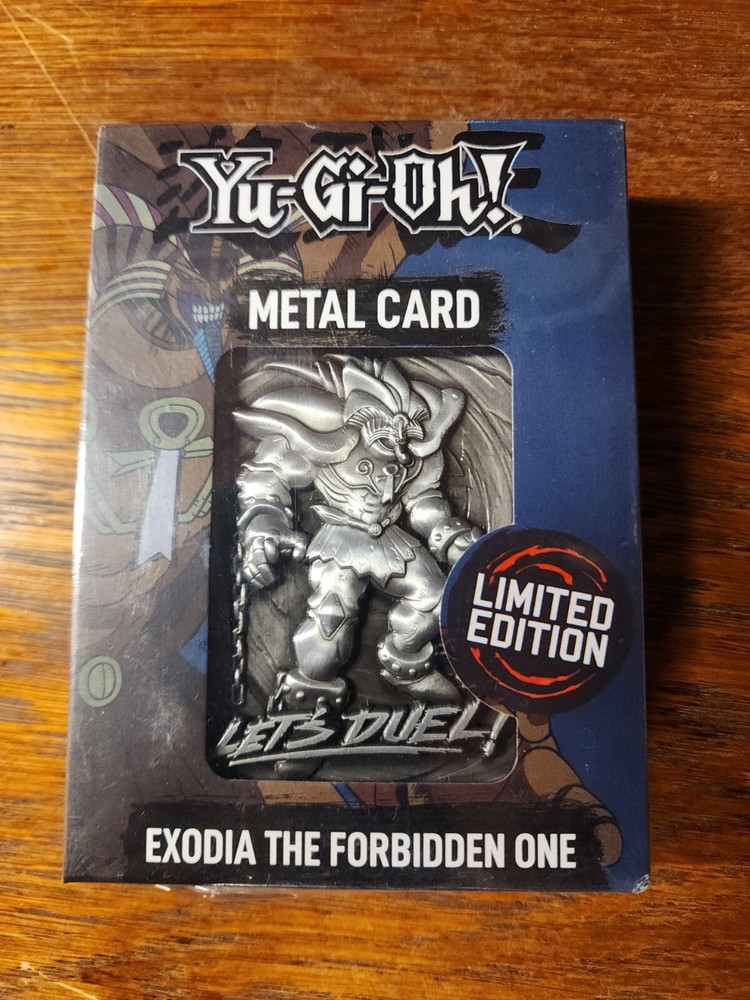 Yu-Gi-Oh!®
METAL CARD
LIMITED
EDITION
LET'S DUEL!
EXODIA THE FORBIDDEN ONE